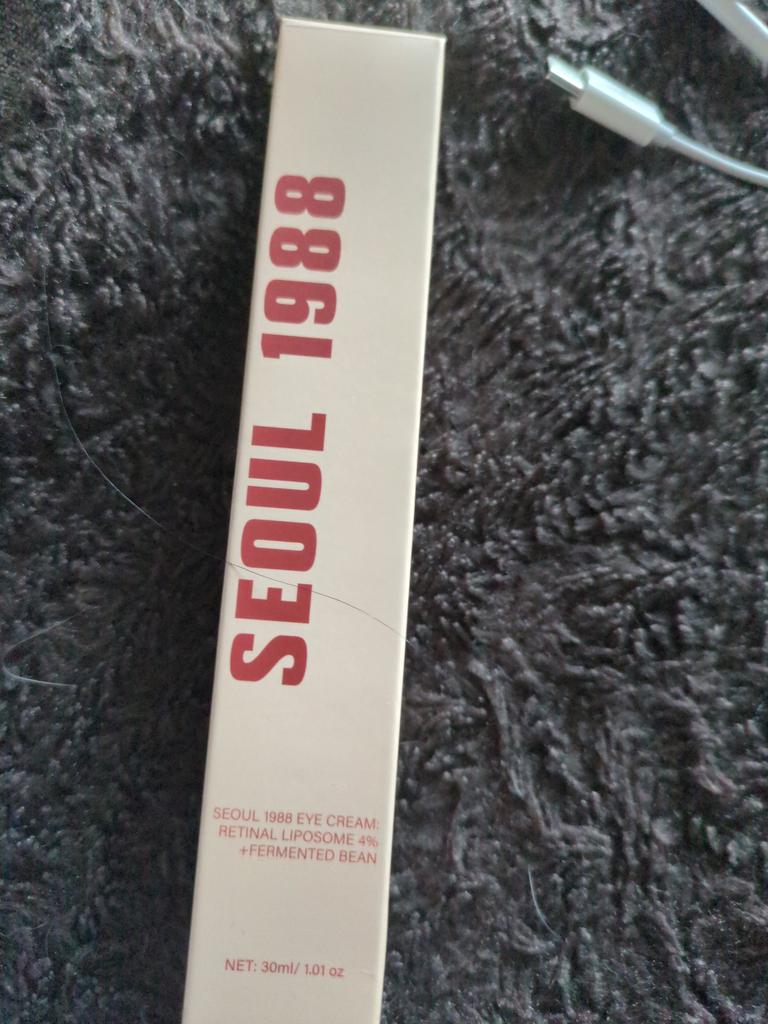 SEOUL 1988
SEOUL 1988 EYE CREAM:
RETINAL LIPOSOME 4%
+FERMENTED BEAN
NET: 30ml/ 1.01 oz